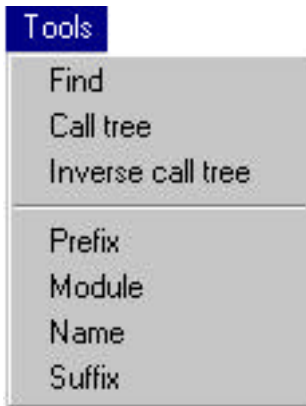 Tools
Find
Call tree
Inverse call tree
Prefix
Module
Name
Suffix